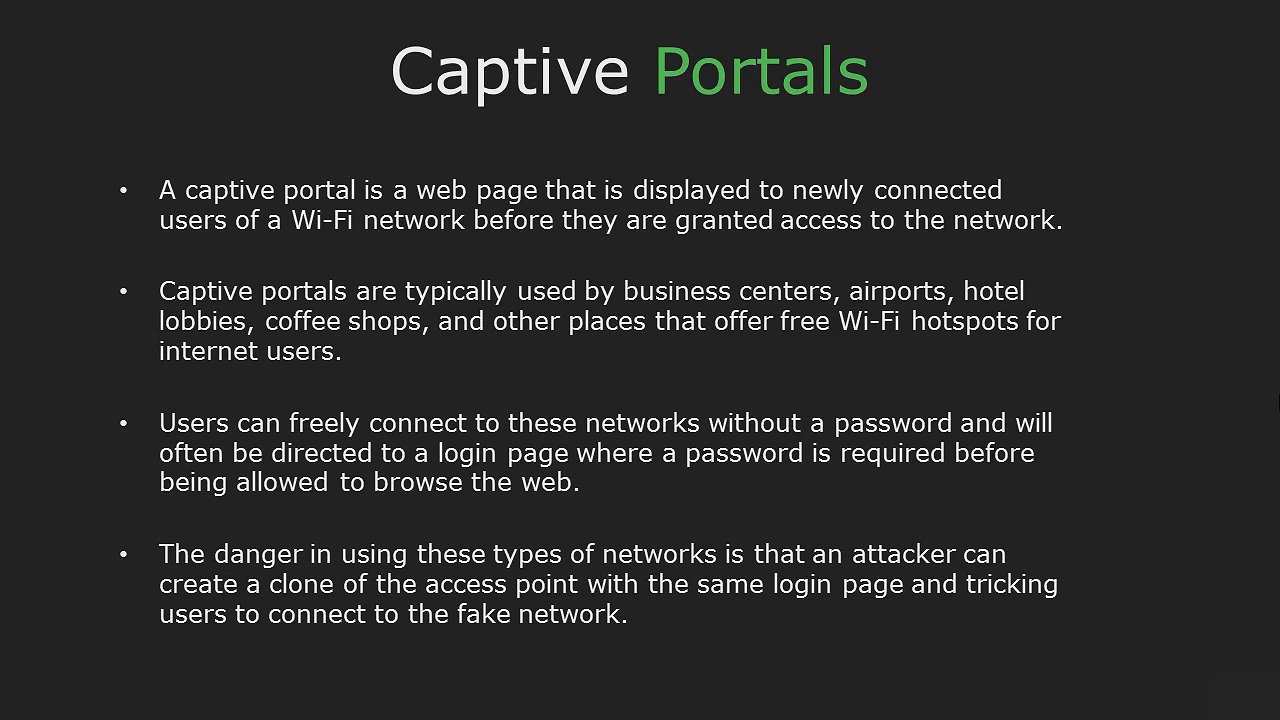 Captive Portals
• A captive portal is a web page that is displayed to newly connected
users of a Wi-Fi network before they are granted access to the network.
• Captive portals are typically used by business centers, airports, hotel
lobbies, coffee shops, and other places that offer free Wi-Fi hotspots for
internet users.
• Users can freely connect to these networks without a password and will
often be directed to a login page where a password is required before
being allowed to browse the web.
• The danger in using these types of networks is that an attacker can
create a clone of the access point with the same login page and tricking
users to connect to the fake network.